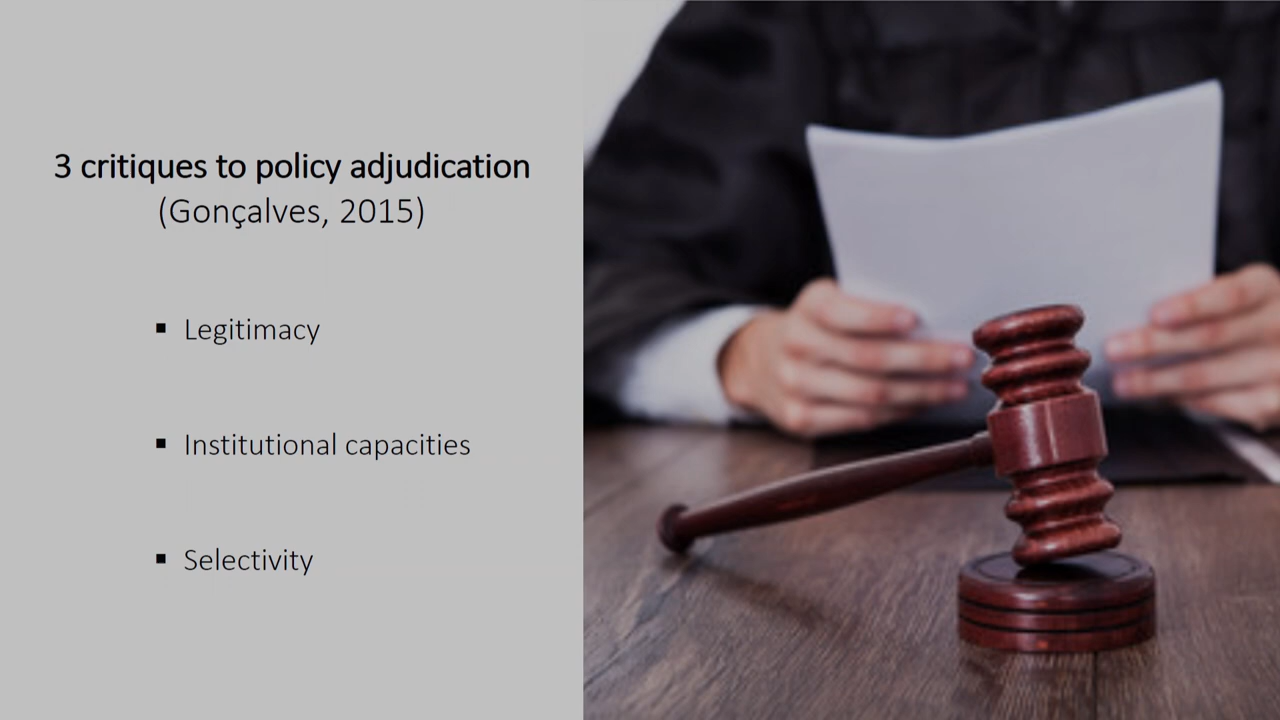 3 critiques to policy adjudication
(Gonçalves, 2015)
▪ Legitimacy
▪ Institutional capacities
▪ Selectivity